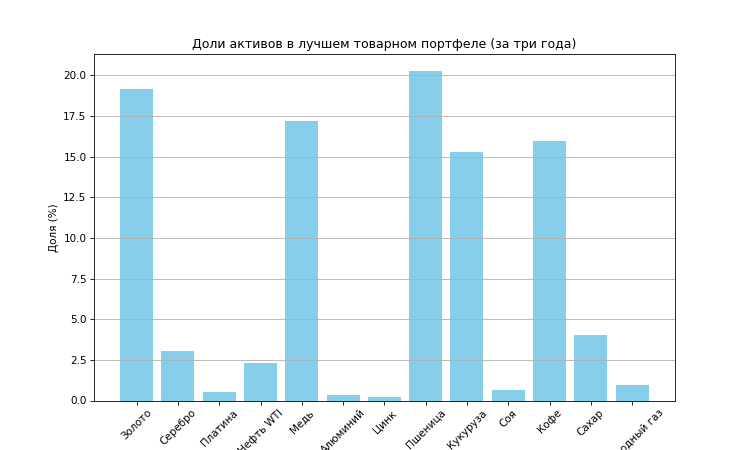 Доли активов в лучшем товарном портфеле (за три года)
Доля (%)
20.0
17.5
15.0
12.5
10.0
7.5
5.0
2.5
0.0
Золото
Серебро
Платина
Нефть WTI
Медь
Алюминий
Цинк
Пшеница
Кукуруза
Соя
Кофе
Сахар
газ